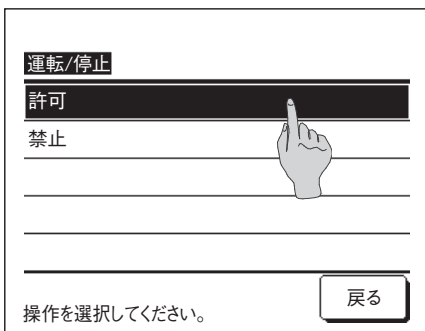 運転/停止
許可
禁止
戻る
操作を選択してください。